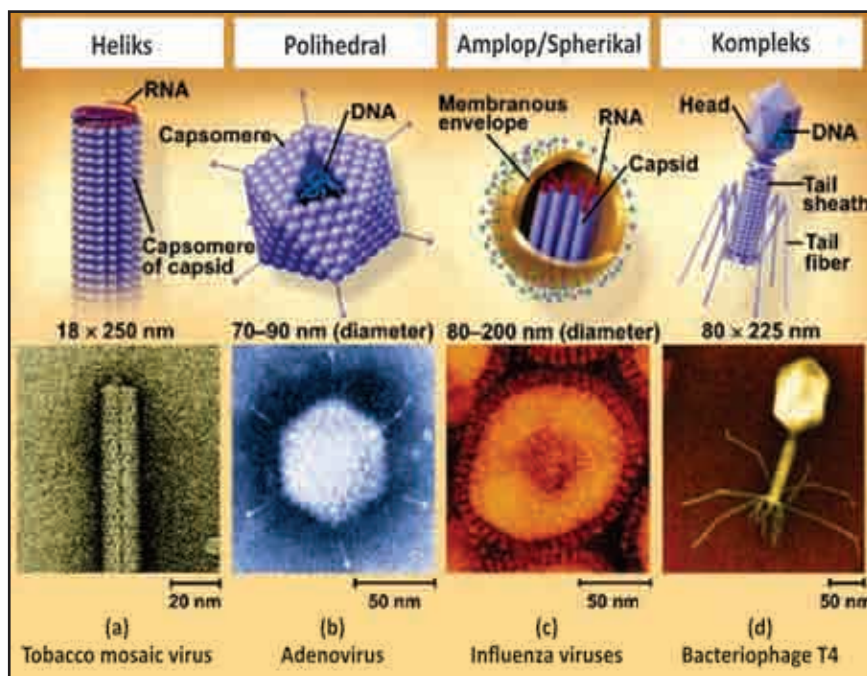 Heliks
Polihedral
Amplop/Spherikal
Kompleks
RNA
Capsomere
of capsid
18 × 250 nm
Capsomere
DNA
70–90 nm (diameter)
Membranous
envelope
RNA
Capsid
80–200 nm (diameter)
Head
DNA
Tail
sheath
Tail
fiber
80 × 225 nm
20 nm
50 nm
50 nm
50 nm
(a)
Tobacco mosaic virus
(b)
Adenovirus
(c)
Influenza viruses
(d)
Bacteriophage T4